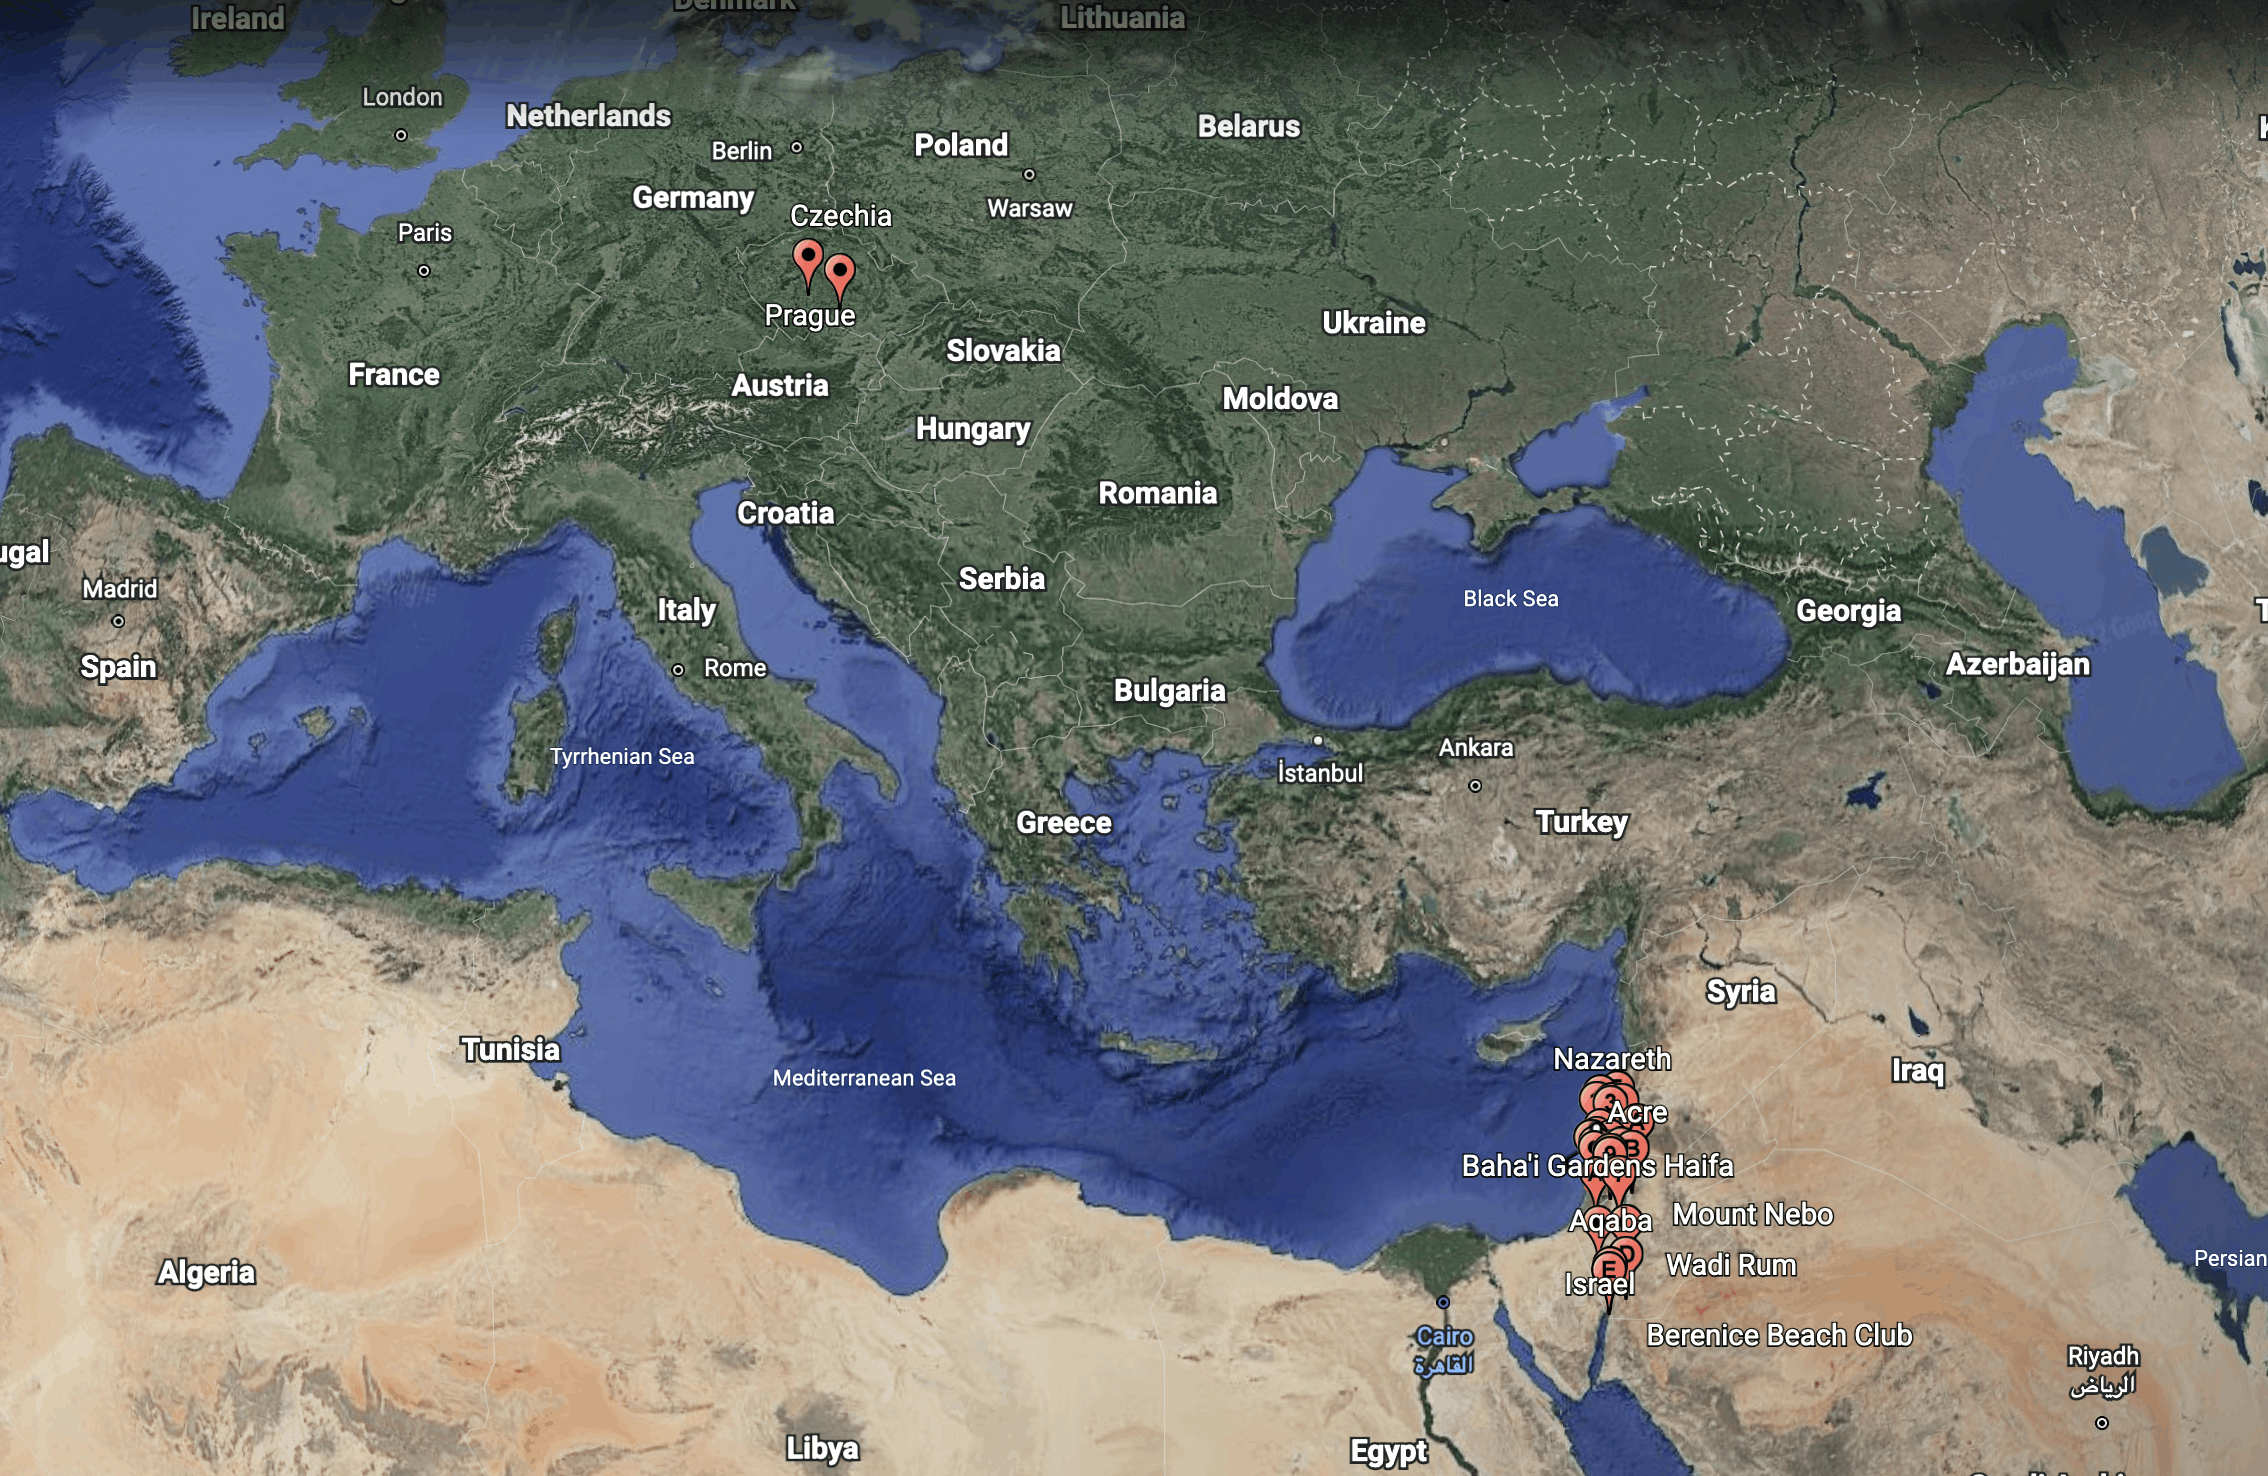 Ireland
Denmark
Lithuania
London
Netherlands
Berlin
Poland
Belarus
Germany
Warsaw
Czechia
Paris
Prague
Ukraine
Slovakia
France
Austria
Moldova
Hungary
Romania
Croatia
ugal
Madrid
Serbia
Black Sea
Italy
Georgia
Spain
Rome
Azerbaijan
Bulgaria
Tyrrhenian Sea
Ankara
İstanbul
Greece
Turkey
Syria
Tunisia
Nazareth
Iraq
Mediterranean Sea
3
Acre
B
Baha'i Gardens Haifa
Mount Nebo
Aqaba
D
Wadi Rum
E
Israel
Persian
Algeria
Cairo
القاهرة
Berenice Beach Club
Riyadh
الرياض
Libya
Egypt